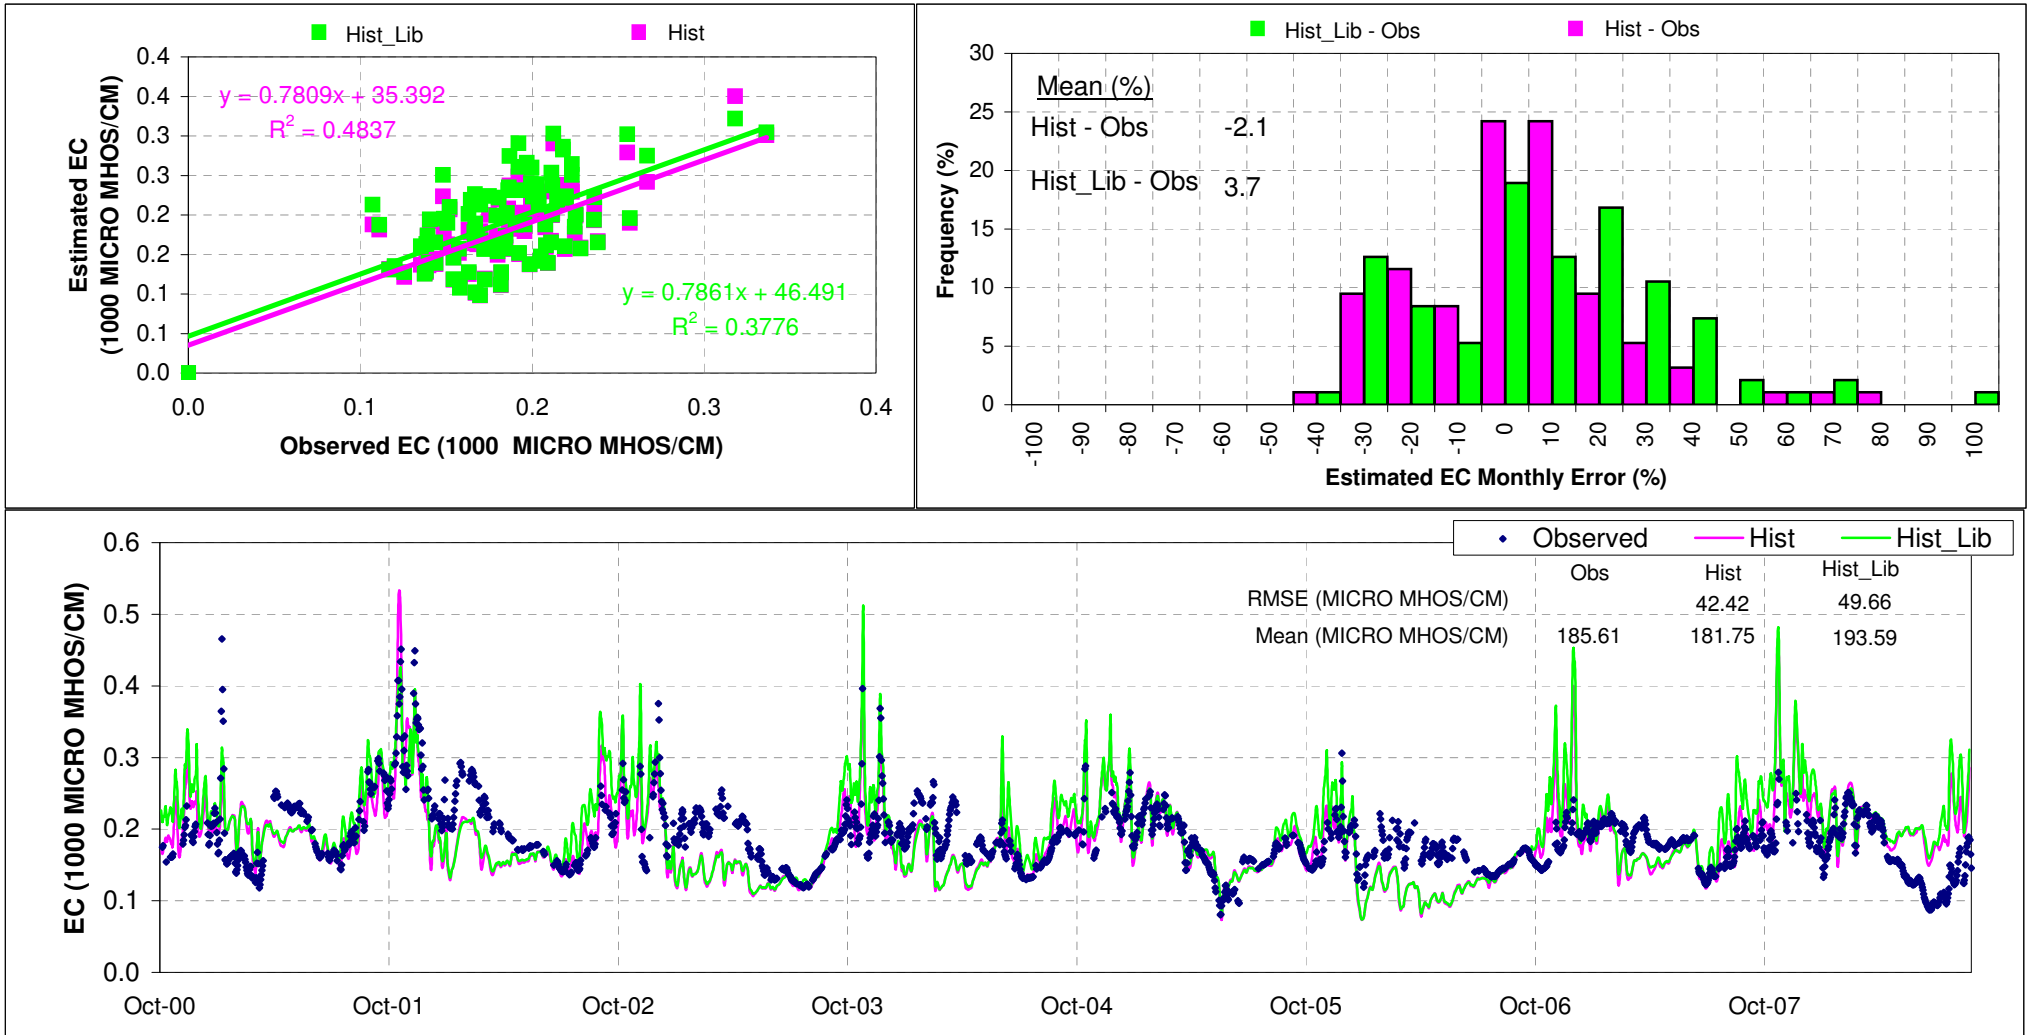 Hist_Lib Hist
Estimated EC
(1000 MICRO MHOS/CM)
0.4
0.4
0.3
0.3
0.2
0.2
0.1
0.1
0.0
y = 0.7809x + 35.392
R² = 0.4837
y = 0.7861x + 46.491
R² = 0.3776
0.0 0.1 0.2 0.3 0.4
Observed EC (1000 MICRO MHOS/CM)
Hist_Lib - Obs Hist - Obs
Frequency (%)
30
25
20
15
10
5
0
Mean (%)
Hist - Obs -2.1
Hist_Lib - Obs 3.7
-100 -90 -80 -70 -60 -50 -40 -30 -20 -10 0 10 20 30 40 50 60 70 80 100
Estimated EC Monthly Error (%)
EC (1000 MICRO MHOS/CM)
0.6
0.5
0.4
0.3
0.2
0.1
0.0
Observed Hist Hist_Lib
Obs Hist Hist_Lib
RMSE (MICRO MHOS/CM) 42.42 49.66
Mean (MICRO MHOS/CM) 185.61 181.75 193.59
Oct-00 Oct-01 Oct-02 Oct-03 Oct-04 Oct-05 Oct-06 Oct-07